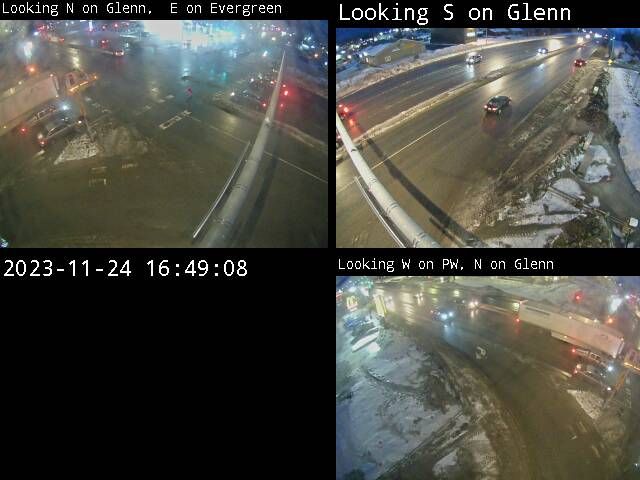 Looking N on Glenn, E on Evergreen
Looking S on Glenn
2023-11-24 16:49:08
Looking W on PW, N on Glenn